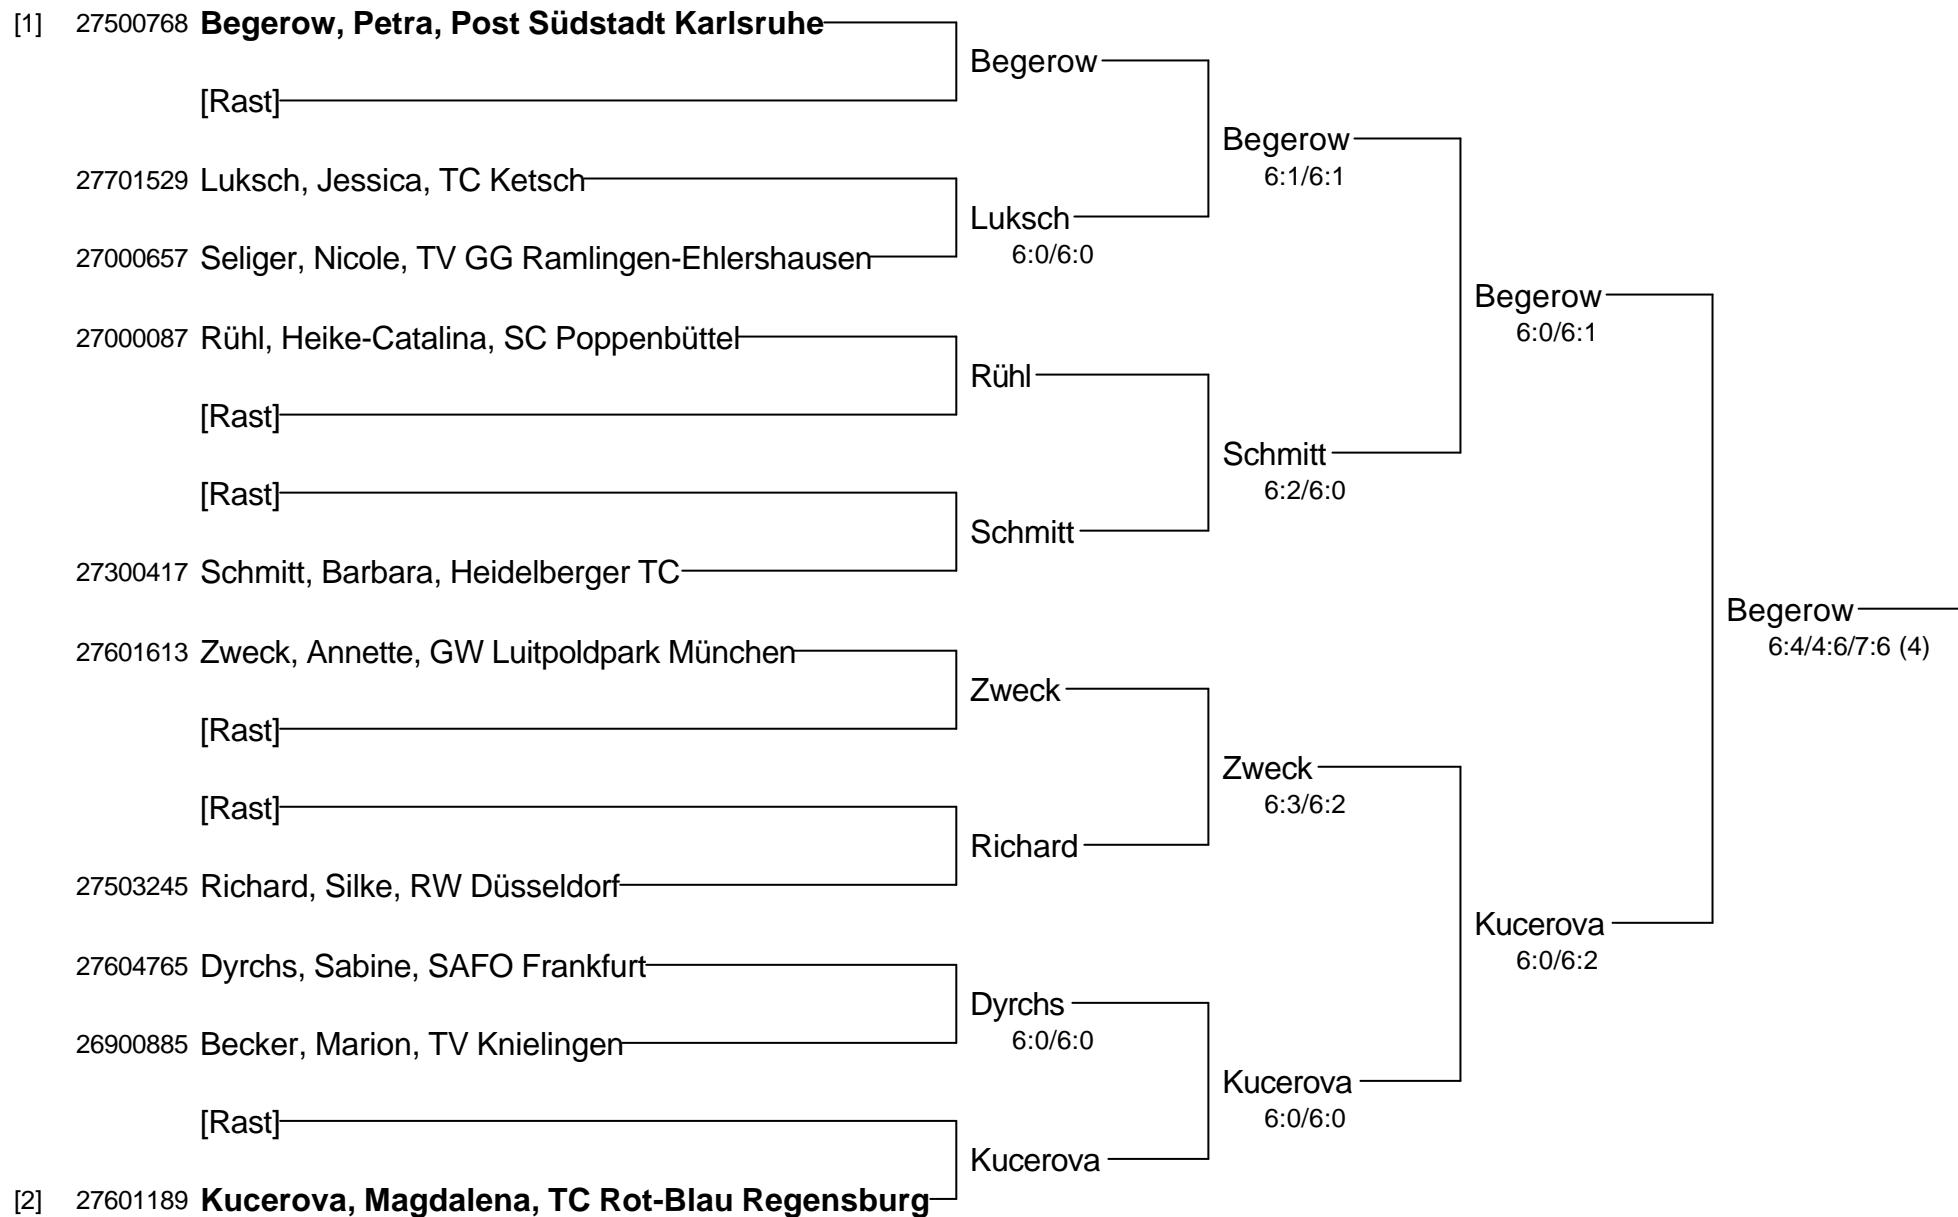 [1] 27500768 Begerow, Petra, Post Südstadt Karlsruhe
Begerow
[Rast]
Begerow
6:1/6:1
27701529 Luksch, Jessica, TC Ketsch
Luksch
6:0/6:0
27000657 Seliger, Nicole, TV GG Ramlingen-Ehlershausen
Begerow
6:0/6:1
27000087 Rühl, Heike-Catalina, SC Poppenbüttel
Rühl
[Rast]
Schmitt
6:2/6:0
[Rast]
Schmitt
27300417 Schmitt, Barbara, Heidelberger TC
Begerow
6:4/4:6/7:6 (4)
27601613 Zweck, Annette, GW Luitpoldpark München
Zweck
[Rast]
Zweck
6:3/6:2
[Rast]
Richard
27503245 Richard, Silke, RW Düsseldorf
Kucerova
6:0/6:2
27604765 Dyrchs, Sabine, SAFO Frankfurt
Dyrchs
6:0/6:0
26900885 Becker, Marion, TV Knielingen
Kucerova
6:0/6:0
[Rast]
Kucerova
[2] 27601189 Kucerova, Magdalena, TC Rot-Blau Regensburg